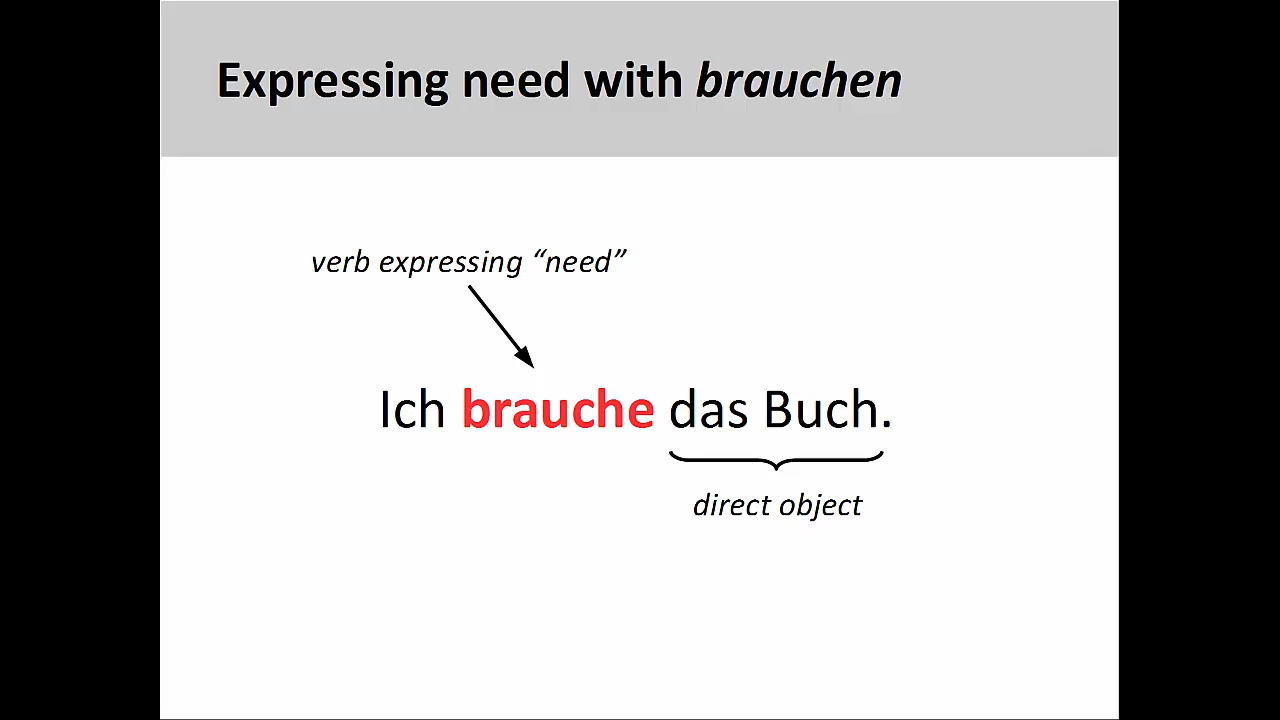 Expressing need with brauchen
verb expressing “need”
Ich brauche das Buch.
direct object